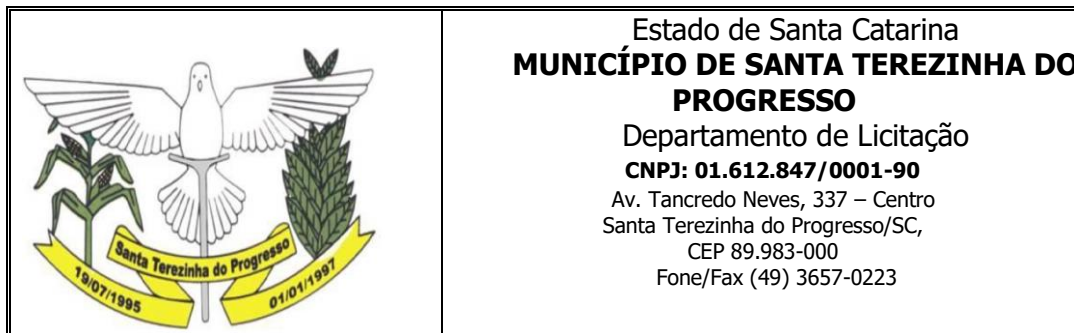 Santa Terezinha do Progresso
19/07/1995
01/01/1997
Estado de Santa Catarina
MUNICÍPIO DE SANTA TEREZINHA DO
PROGRESSO
Departamento de Licitação
CNPJ: 01.612.847/0001-90
Av. Tancredo Neves, 337 – Centro
Santa Terezinha do Progresso/SC,
CEP 89.983-000
Fone/Fax (49) 3657-0223